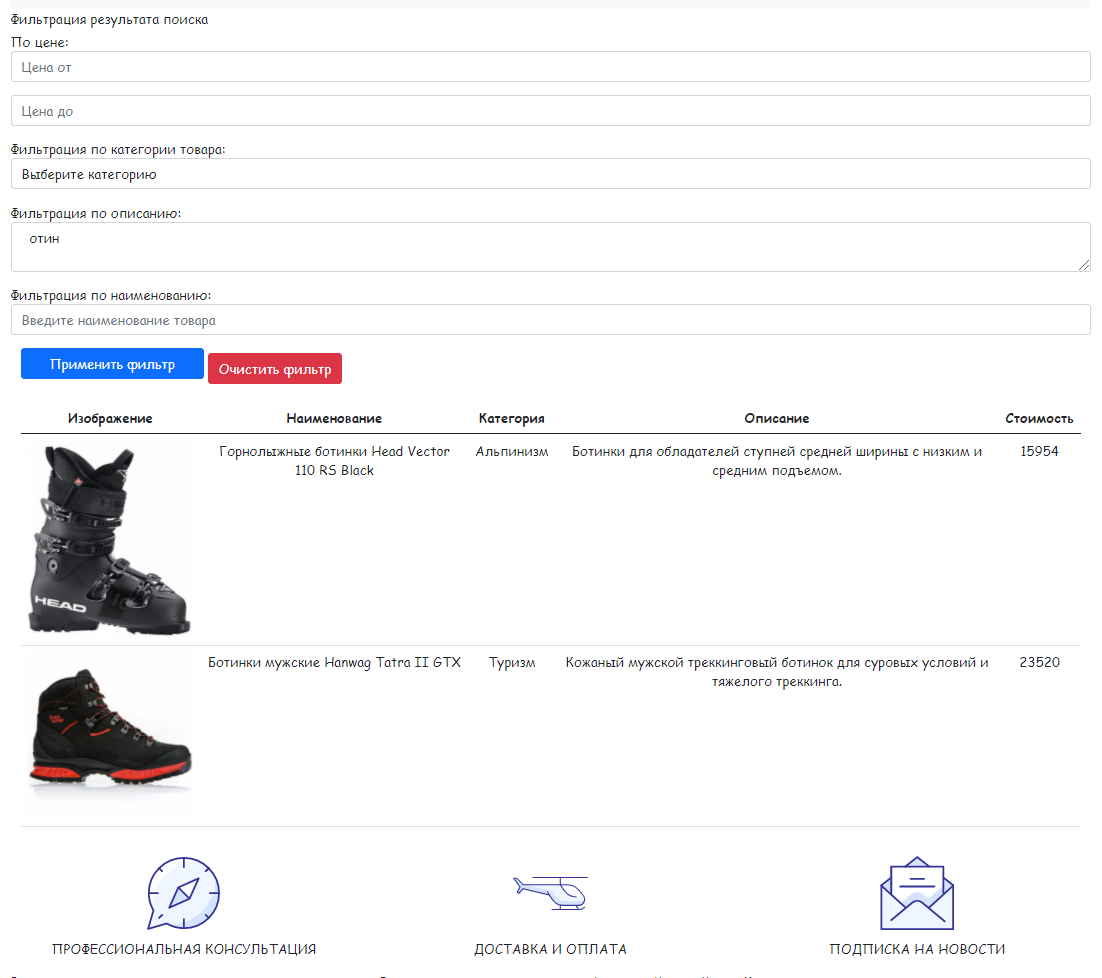 Фильтрация результата поиска
По цене:
Цена от
Цена до
Фильтрация по категории товара:
Выберите категорию
Фильтрация по описанию:
отин
Фильтрация по наименованию:
Введите наименование товара
Применить фильтр Очистить фильтр
Изображение Наименование Категория Описание Стоимость
Горнолыжные ботинки Head Vector Альпинизм Ботинки для обладателей ступней средней ширины с низким и 15954
110 RS Black средним подъемом.
HEAD
Ботинки мужские Hanwag Tatra II GTX Туризм Кожаный мужской треккинговый ботинок для суровых условий и 23520
тяжелого треккинга.
ПРОФЕССИОНАЛЬНАЯ КОНСУЛЬТАЦИЯ ДОСТАВКА И ОПЛАТА ПОДПИСКА НА НОВОСТИ